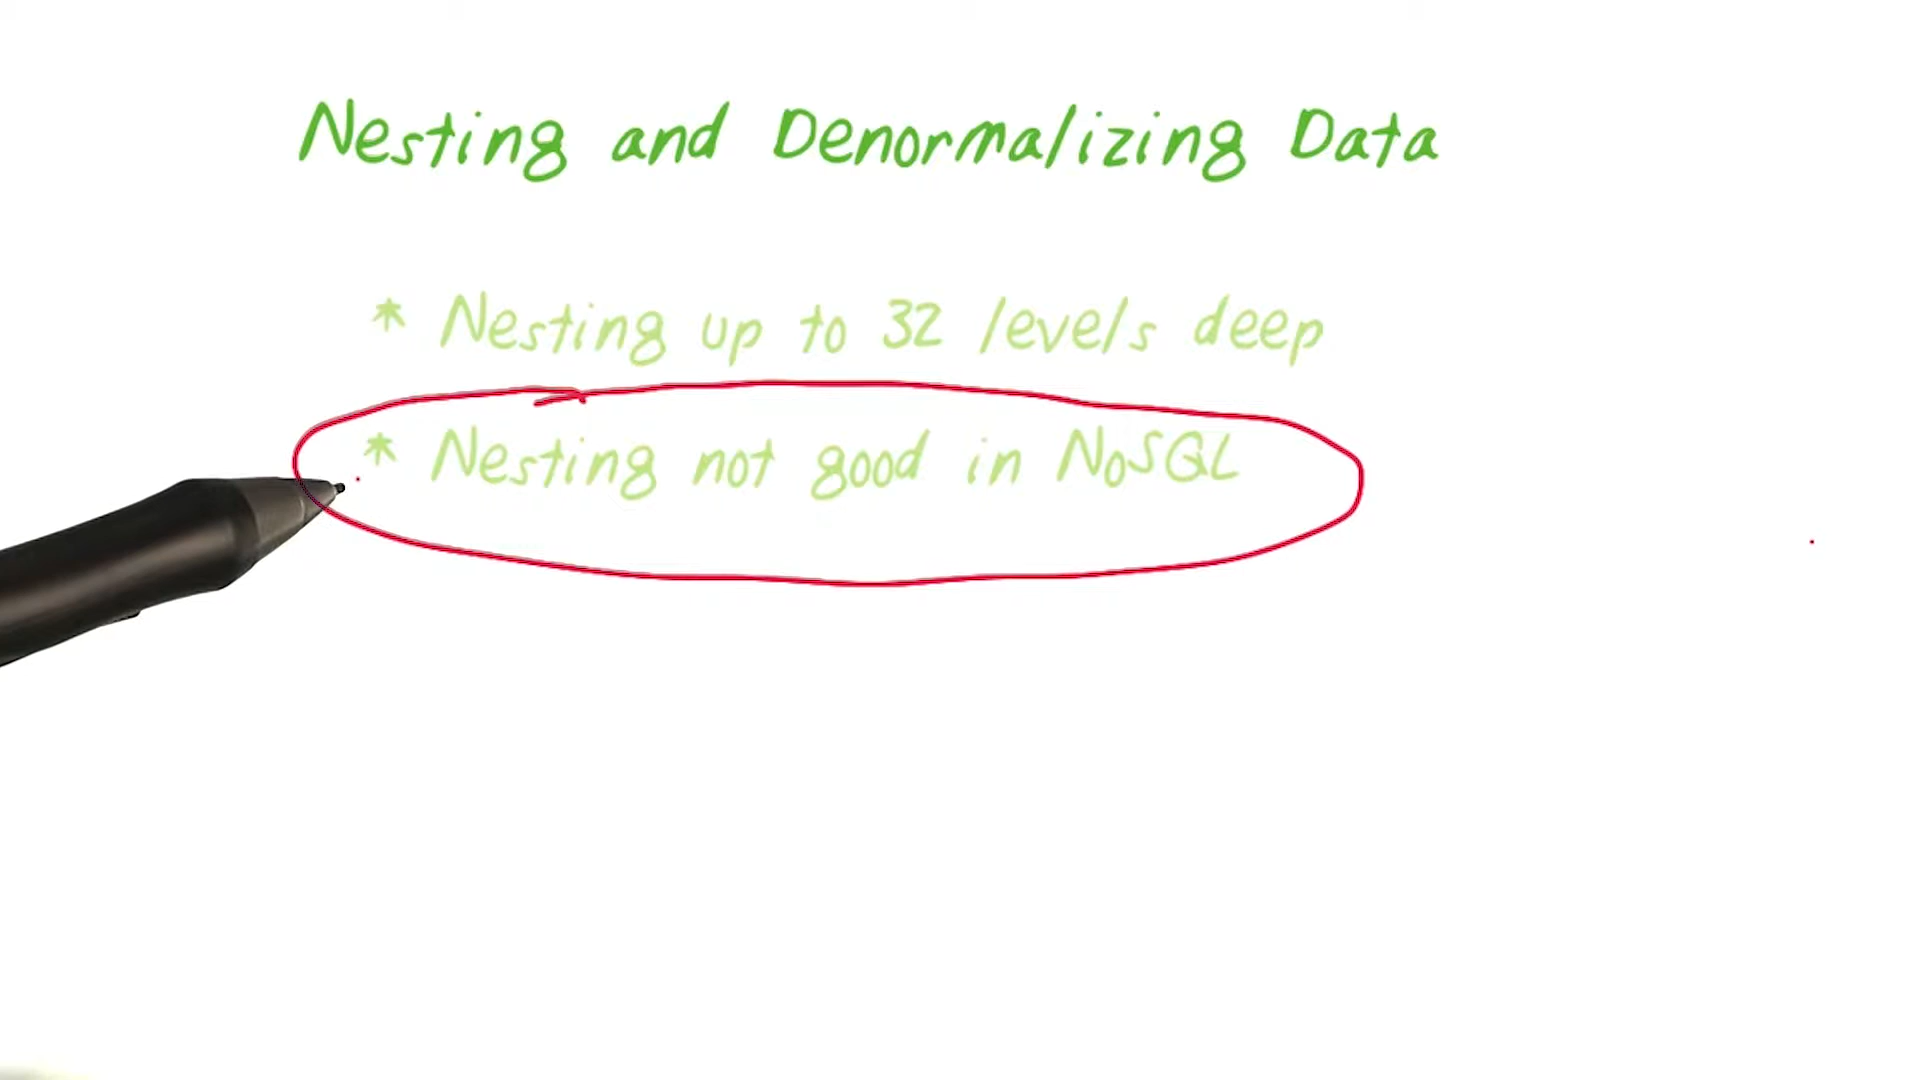 Nesting and Denormalizing Data
* Nesting up to 32 levels deep
* Nesting not good in NoSQL